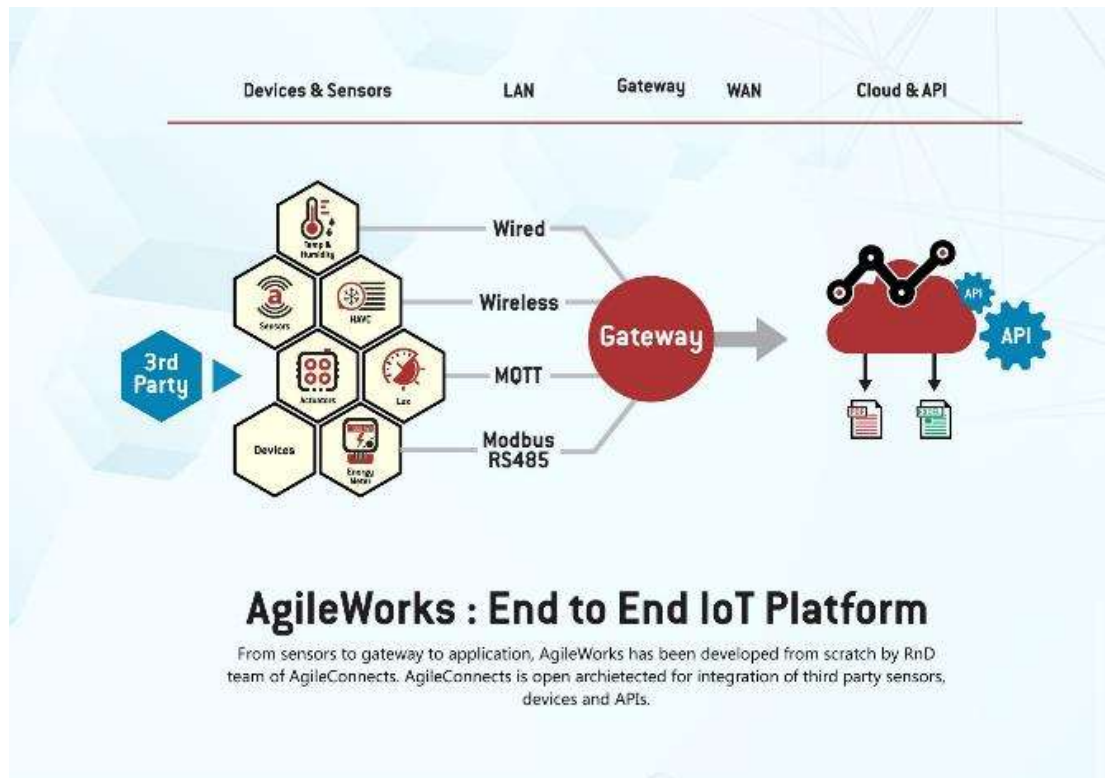 Devices & Sensors LAN Gateway WAN Cloud & API
Temp &
Humidity
Wired
a
Sensors
HAVC
Wireless
Gateway
API
API
3rd
Party
Actuators
Lux
MQTT
PDF
EXCEL
Devices
Energy
Meter
Modbus
RS485
AgileWorks : End to End IoT Platform
From sensors to gateway to application, AgileWorks has been developed from scratch by RnD
team of AgileConnects. AgileConnects is open archietected for integration of third party sensors,
devices and APIs.